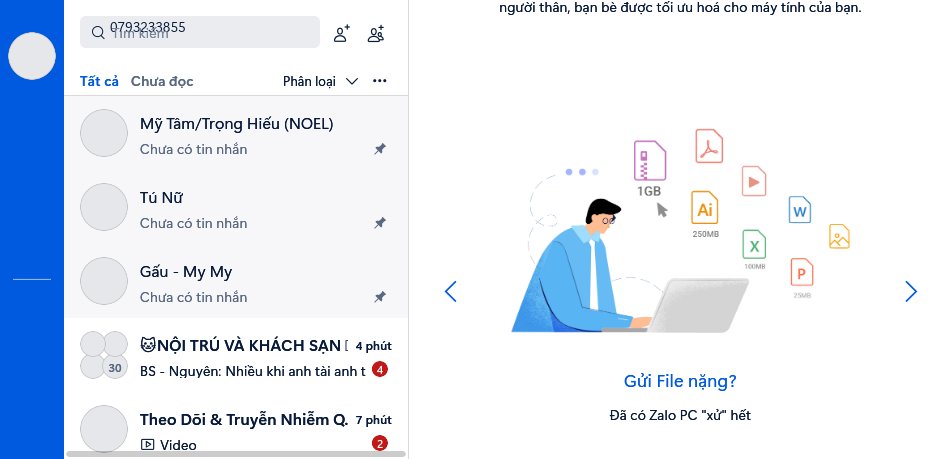 0793233855
Tìm kiếm
Tất cả Chưa đọc Phân loại
Mỹ Tâm/Trọng Hiếu (NOEL)
Chưa có tin nhắn
Tú Nữ
Chưa có tin nhắn
Gấu - My My
Chưa có tin nhắn
🐱NỘI TRÚ VÀ KHÁCH SẠN 4 phút
30
BS - Nguyên: Nhiều khi anh tài anh t 4
Theo Dõi & Truyễn Nhiễm Q. 7 phút
Video 2
người thân, bạn bè được tối ưu hoá cho máy tính của bạn.
1GB
Ai
250MB
W
X
100MB
P
25MB
Gửi File nặng?
Đã có Zalo PC "xử" hết